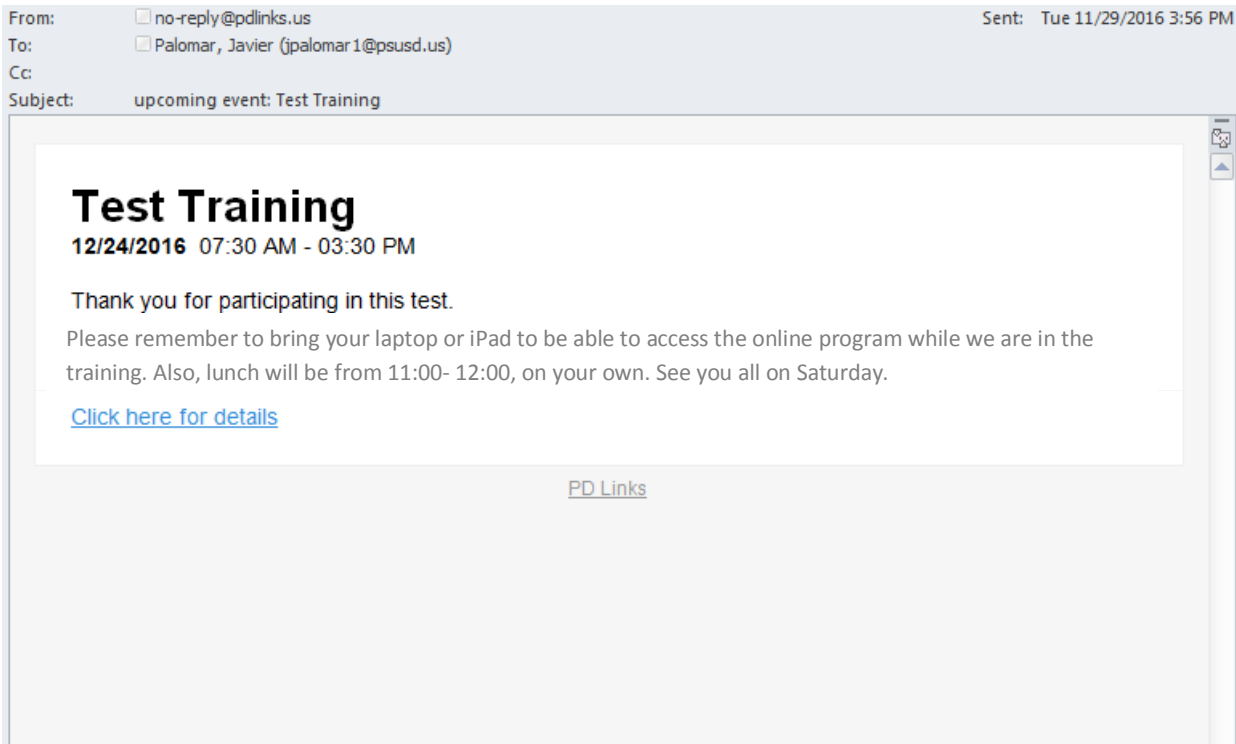 From: no-reply@pdlinks.us Sent: Tue 11/29/2016 3:56 PM
To: Palomar, Javier (jpalomar1@psusd.us)
Cc:
Subject: upcoming event: Test Training
Test Training
12/24/2016 07:30 AM - 03:30 PM
Thank you for participating in this test.
Please remember to bring your laptop or iPad to be able to access the online program while we are in the
training. Also, lunch will be from 11:00- 12:00, on your own. See you all on Saturday.
Click here for details
PD Links